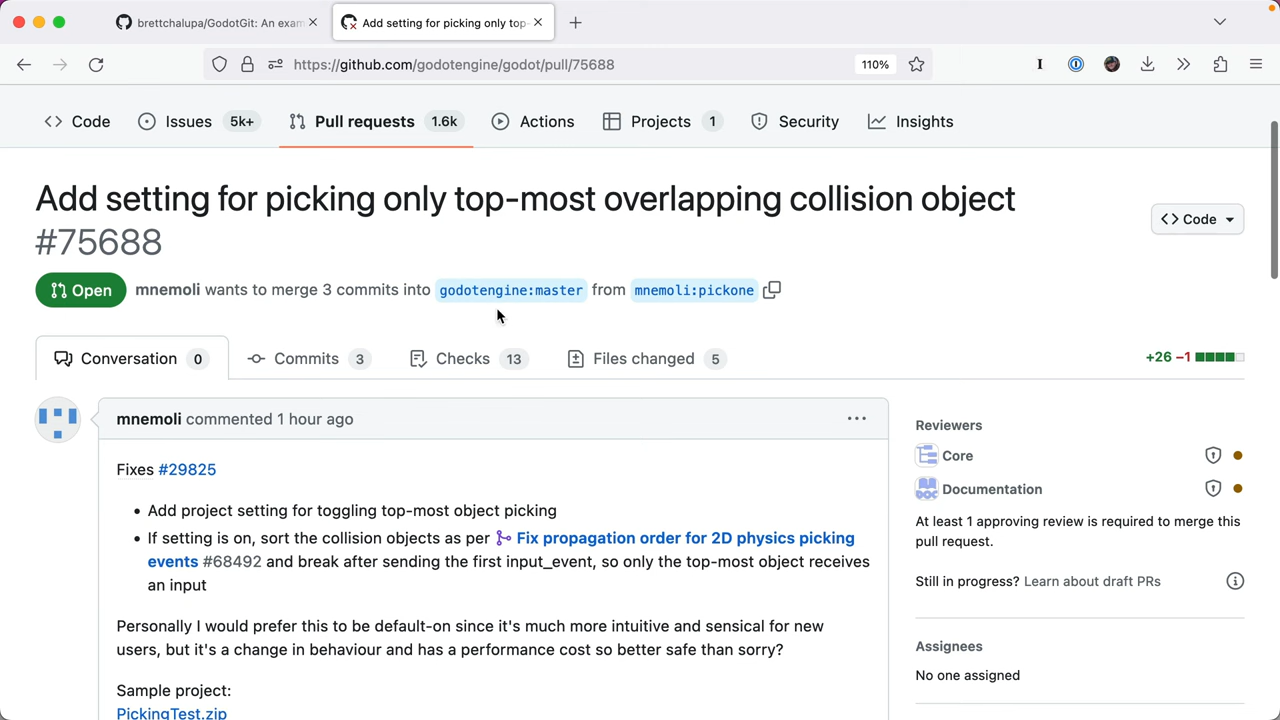 brettchalupa/GodotGit: An exam
Add setting for picking only top-
https://github.com/godotengine/godot/pull/75688
110%
I
Code
Issues 5k+
Pull requests 1.6k
Actions
Projects 1
Security
Insights
Add setting for picking only top-most overlapping collision object
#75688
<> Code
Open
mnemoli wants to merge 3 commits into godotengine:master from mnemoli:pickone
Conversation 0
Commits 3
Checks 13
Files changed 5
+26 −1
mnemoli commented 1 hour ago
Fixes #29825
• Add project setting for toggling top-most object picking
• If setting is on, sort the collision objects as per Fix propagation order for 2D physics picking
events #68492 and break after sending the first input_event, so only the top-most object receives
an input
Personally I would prefer this to be default-on since it's much more intuitive and sensical for new
users, but it's a change in behaviour and has a performance cost so better safe than sorry?
Sample project:
PickingTest.zip
Reviewers
Core
Documentation
At least 1 approving review is required to merge this
pull request.
Still in progress? Learn about draft PRs
Assignees
No one assigned